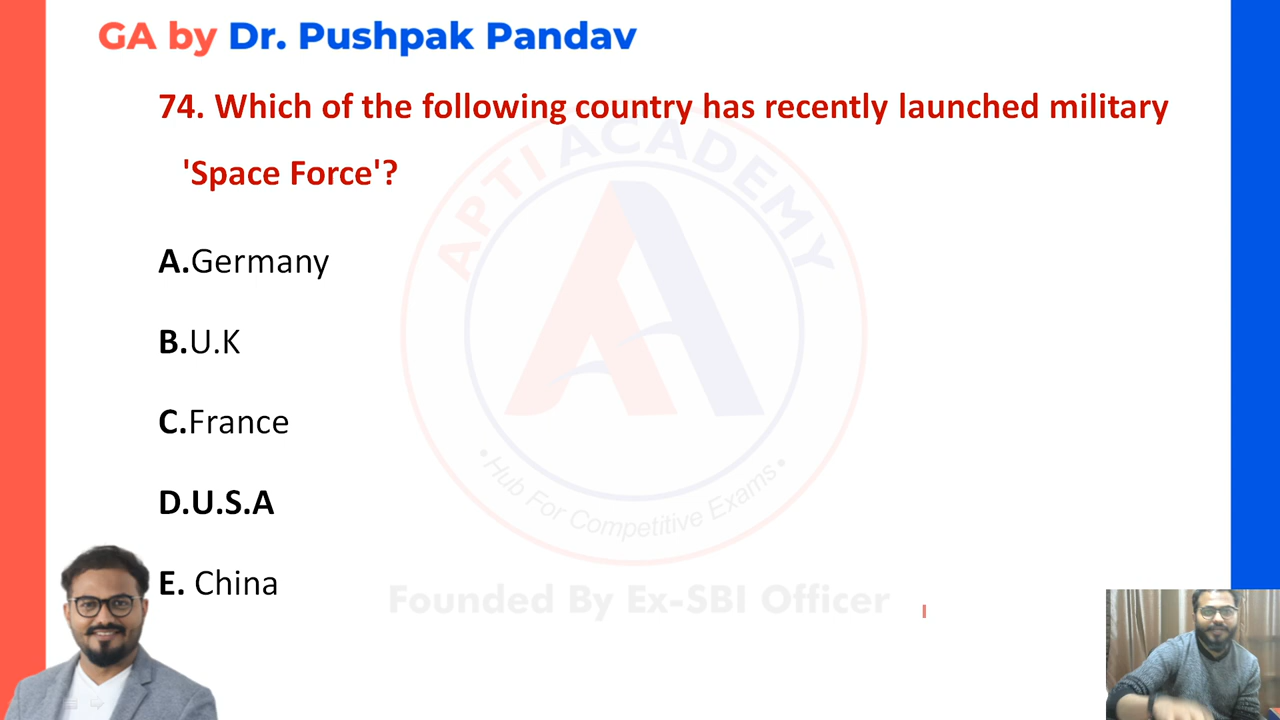 GA by Dr. Pushpak Pandav
74. Which of the following country has recently launched military
'Space Force'?
APTI ACADEMY
A.Germany
B.U.K
C.France
D.U.S.A
• Hub For Competitive Exams •
E. China
Founded By Ex-SBI Officer